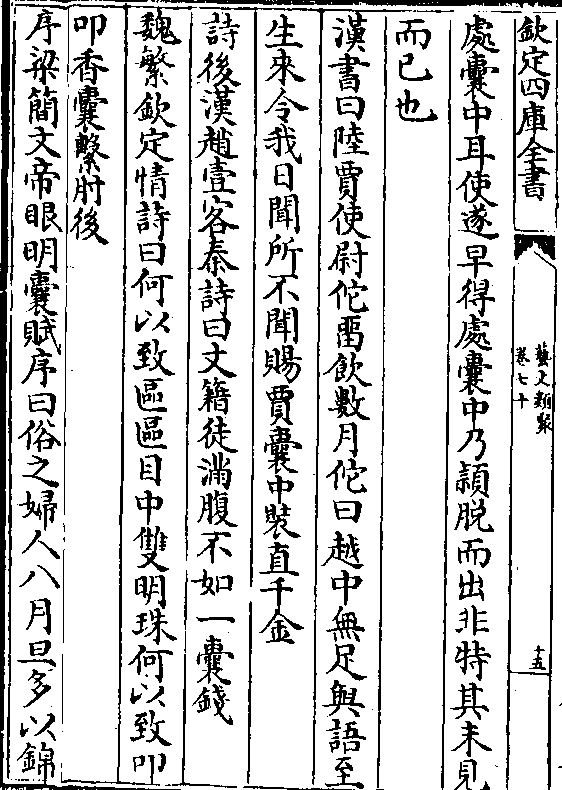 欽定四庫全書
藝文類聚
卷七十
十五
處囊中耳使遂早得處囊中乃頴脱而出非特其末見
而已也
漢書曰陸賈使尉佗留飲數月佗曰越中無足與語至
生來令我日聞所不聞賜賈囊中裝直千金
詩後漢趙壹客秦詩曰文籍徒滿腹不如一囊錢
魏繁欽定情詩曰何以致區區目中雙明珠何以致叩
叩香囊繫肘後
序梁簡文帝眼明囊賦序曰俗之婦人八月旦多以錦